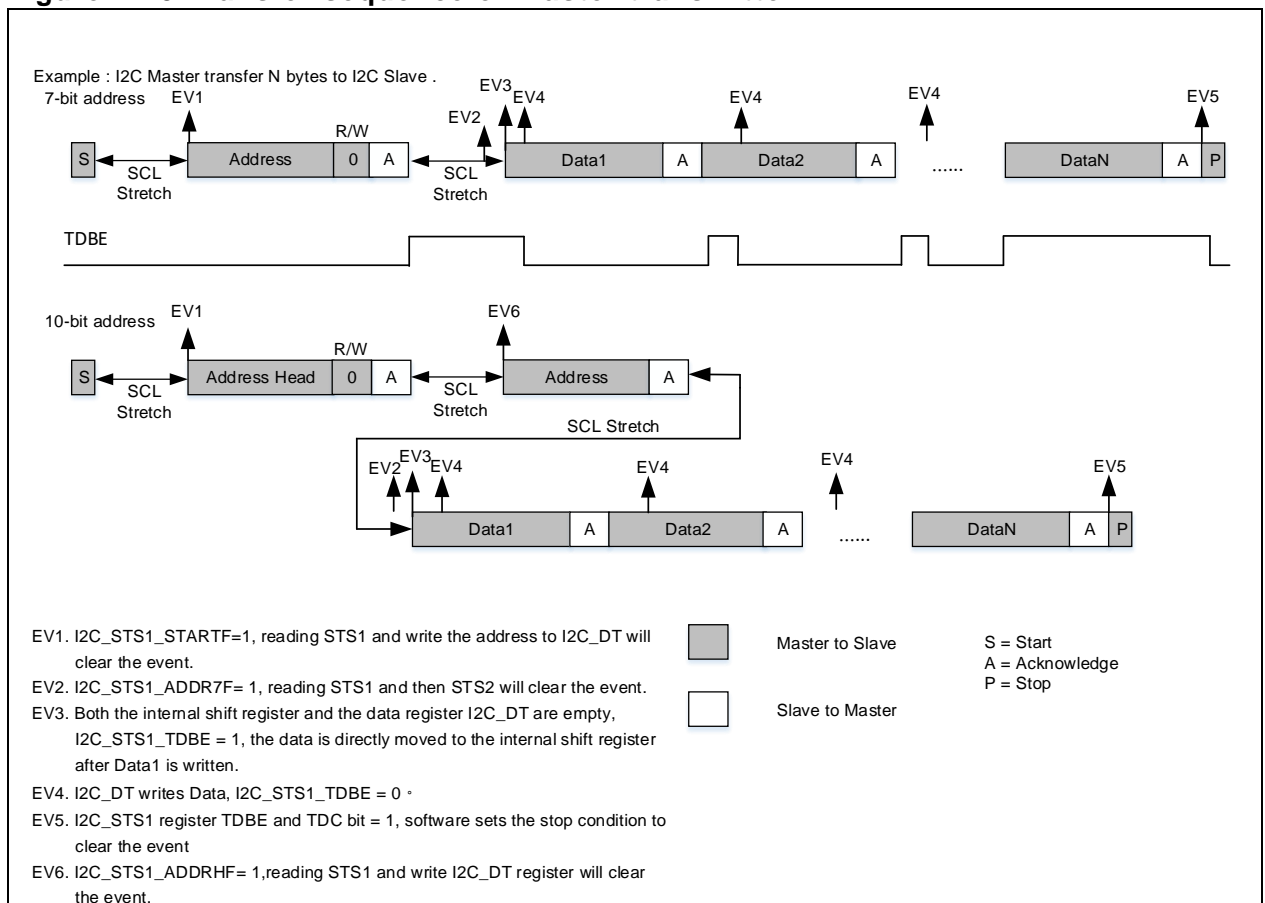 Example : I2C Master transfer N bytes to I2C Slave .
7-bit address
EV1
EV3
EV4
EV4
EV4
EV5
R/W
EV2
S
Address
0
A
Data1
A
Data2
A
......
DataN
A
P
SCL
Stretch
SCL
Stretch
TDBE
10-bit address
EV1
EV6
R/W
S
Address Head
0
A
Address
A
SCL
Stretch
SCL
Stretch
SCL Stretch
EV2
EV3
EV4
EV4
EV4
EV5
Data1
A
Data2
A
......
DataN
A
P
EV1. I2C_STS1_STARTF=1, reading STS1 and write the address to I2C_DT will
clear the event.
EV2. I2C_STS1_ADDR7F= 1, reading STS1 and then STS2 will clear the event.
EV3. Both the internal shift register and the data register I2C_DT are empty,
I2C_STS1_TDBE = 1, the data is directly moved to the internal shift register
after Data1 is written.
EV4. I2C_DT writes Data, I2C_STS1_TDBE = 0 。
EV5. I2C_STS1 register TDBE and TDC bit = 1, software sets the stop condition to
clear the event
EV6. I2C_STS1_ADDRHF= 1,reading STS1 and write I2C_DT register will clear
the event.
Master to Slave
Slave to Master
S = Start
A = Acknowledge
P = Stop